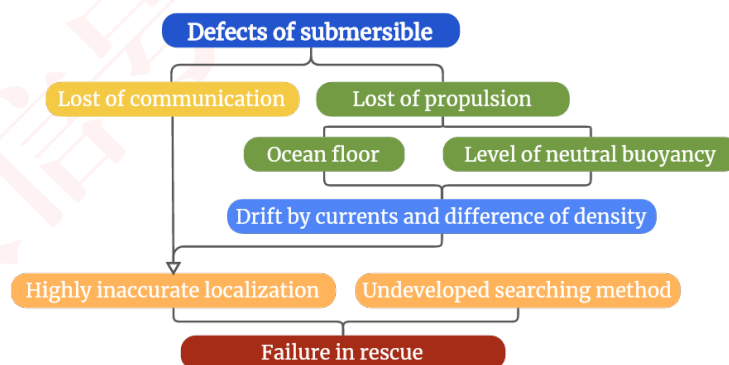 Defects of submersible
Lost of communication
Lost of propulsion
Ocean floor
Level of neutral buoyancy
Drift by currents and difference of density
Highly inaccurate localization
Undeveloped searching method
Failure in rescue